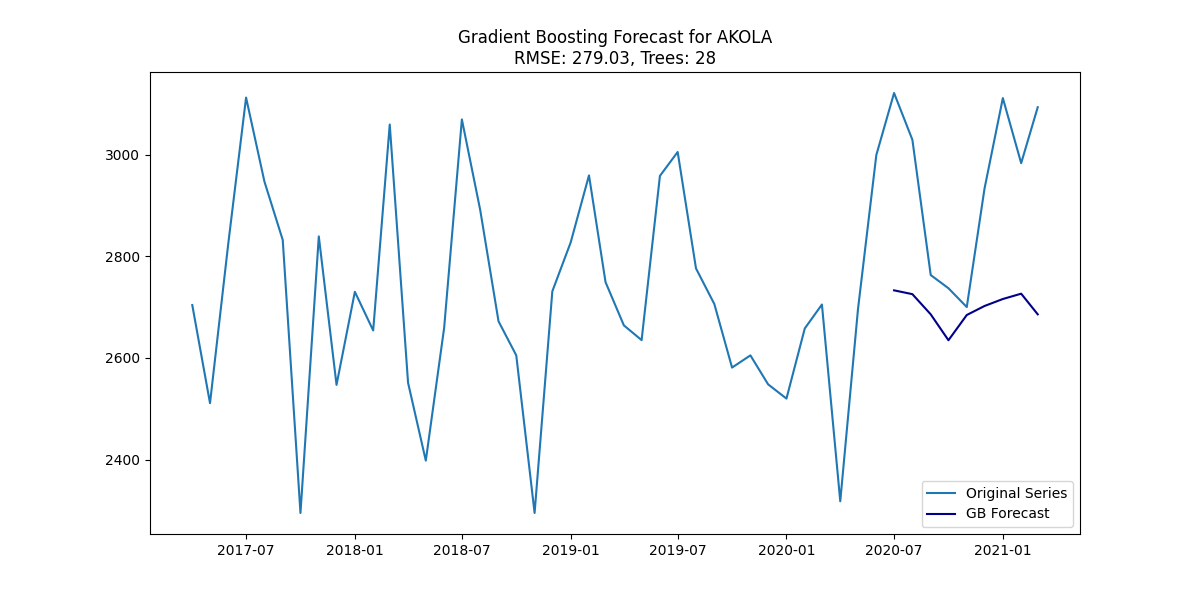 Gradient Boosting Forecast for AKOLA
RMSE: 279.03, Trees: 28
3000
2800
2600
2400
Original Series
GB Forecast
2017-07 2018-01 2018-07 2019-01 2019-07 2020-01 2020-07 2021-01